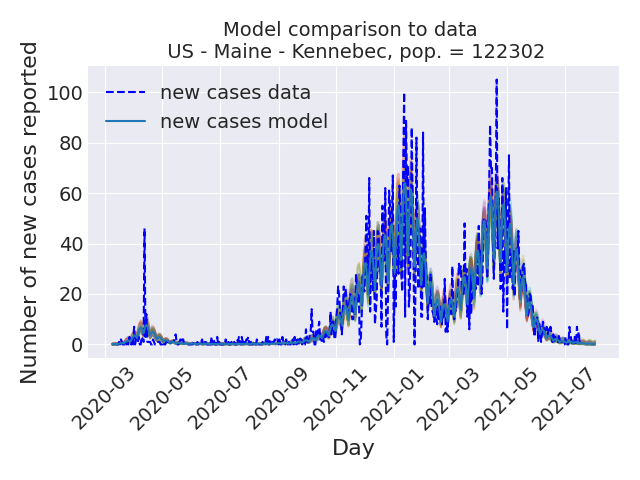 Model comparison to data
US - Maine - Kennebec, pop. = 122302
Number of new cases reported
new cases data
new cases model
100
80
60
40
20
0
2020-03
2020-05
2020-07
2020-09
2020-11
2021-01
2021-03
2021-05
2021-07
Day